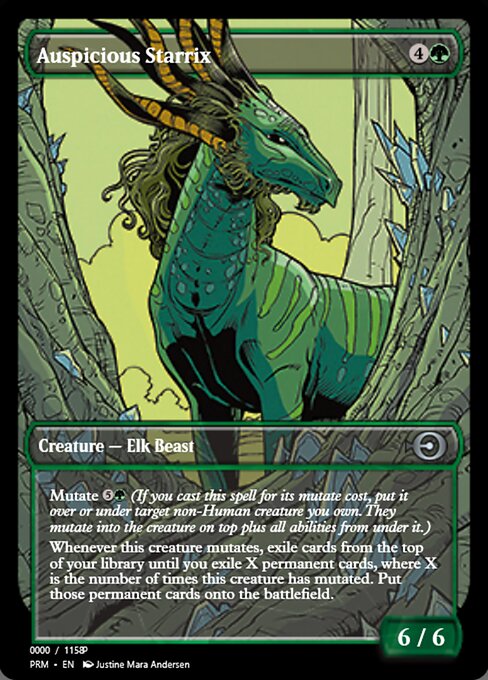 Auspicious Starrix 4
Creature — Elk Beast
Mutate 5 (If you cast this spell for its mutate cost, put it
over or under target non-Human creature you own. They
mutate into the creature on top plus all abilities from under it.)
Whenever this creature mutates, exile cards from the top
of your library until you exile X permanent cards, where X
is the number of times this creature has mutated. Put
those permanent cards onto the battlefield.
6/6
0000 / 1158P
PRM • EN Justine Mara Andersen